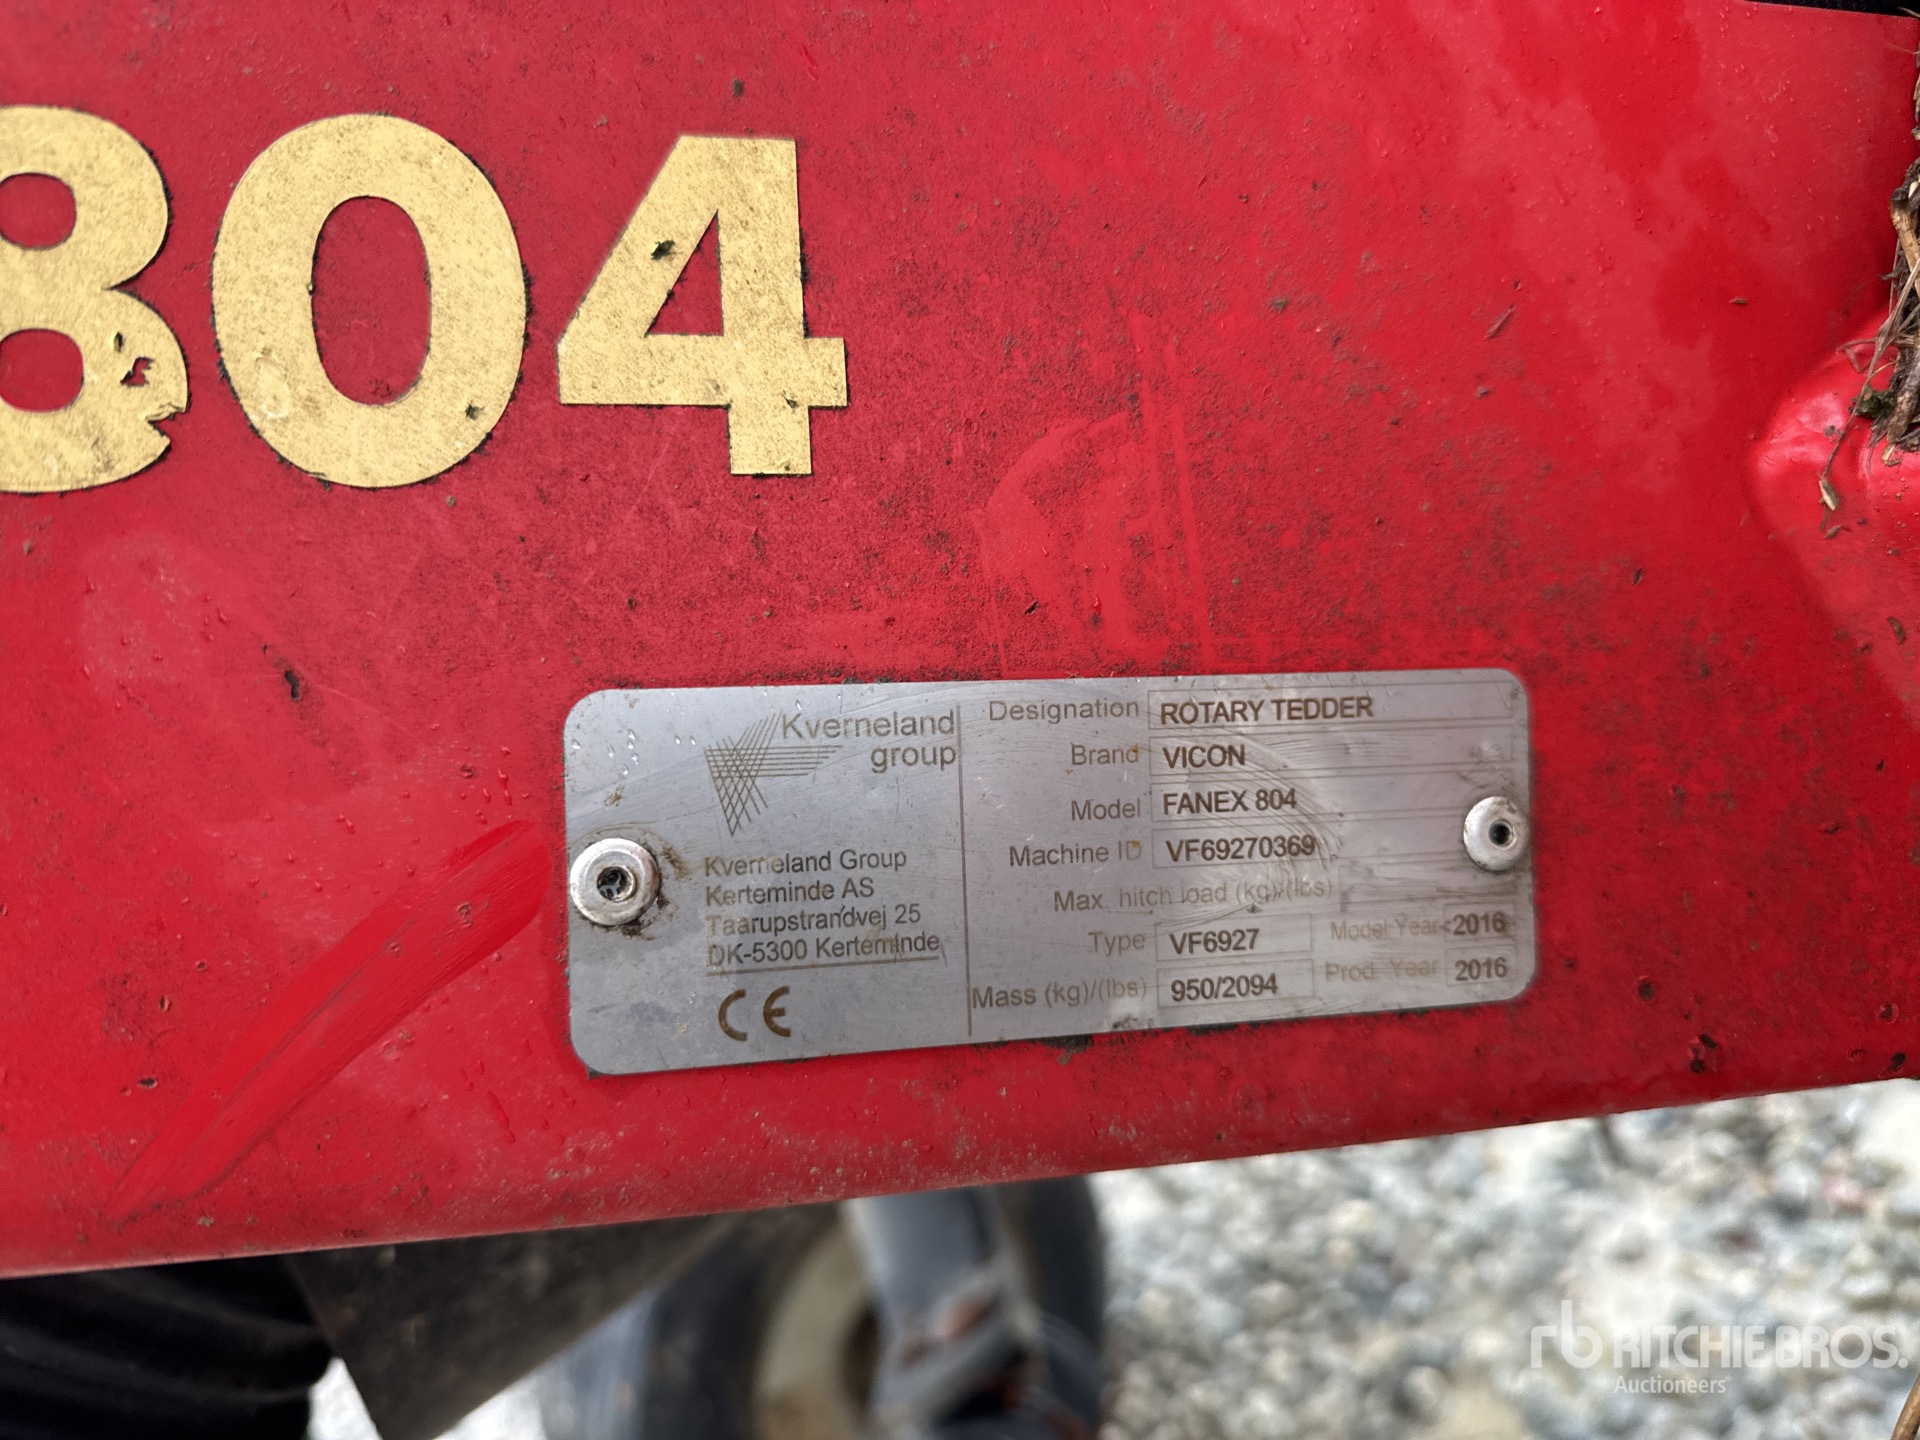 804
Kverneland
group
Kverneland Group
Kerteminde AS
Taarupstrandvej 25
DK-5300 Kerteminde
CE
Designation ROTARY TEDDER
Brand VICON
Model FANEX 804
Machine ID VF69270369
Max. hitch load (kg)/(lbs)
Type VF6927 Model Year 2016
Mass (kg)/(lbs) 950/2094 Prod. Year 2016
rb RITCHIE BROS.
Auctioneers